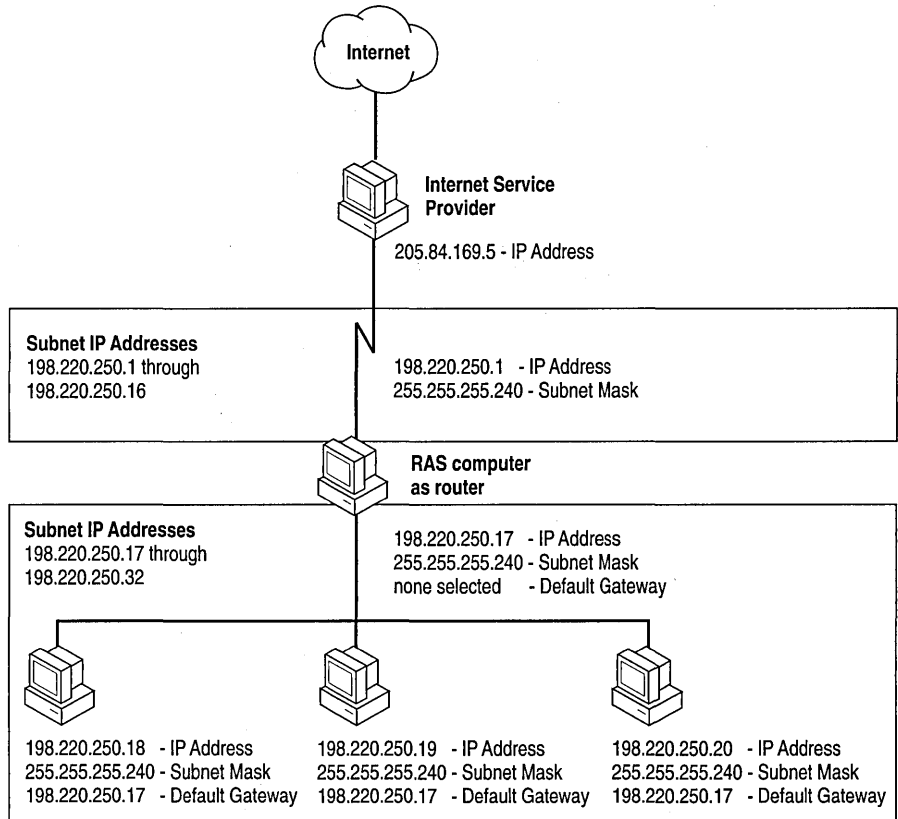 Internet
Internet Service
Provider
205.84.169.5 - IP Address
Subnet IP Addresses
198.220.250.1 through
198.220.250.16
198.220.250.1 - IP Address
255.255.255.240 - Subnet Mask
RAS computer
as router
Subnet IP Addresses
198.220.250.17 through
198.220.250.32
198.220.250.17 - IP Address
255.255.255.240 - Subnet Mask
none selected - Default Gateway
198.220.250.18 - IP Address
255.255.255.240 - Subnet Mask
198.220.250.17 - Default Gateway
198.220.250.19 - IP Address
255.255.255.240 - Subnet Mask
198.220.250.17 - Default Gateway
198.220.250.20 - IP Address
255.255.255.240 - Subnet Mask
198.220.250.17 - Default Gateway